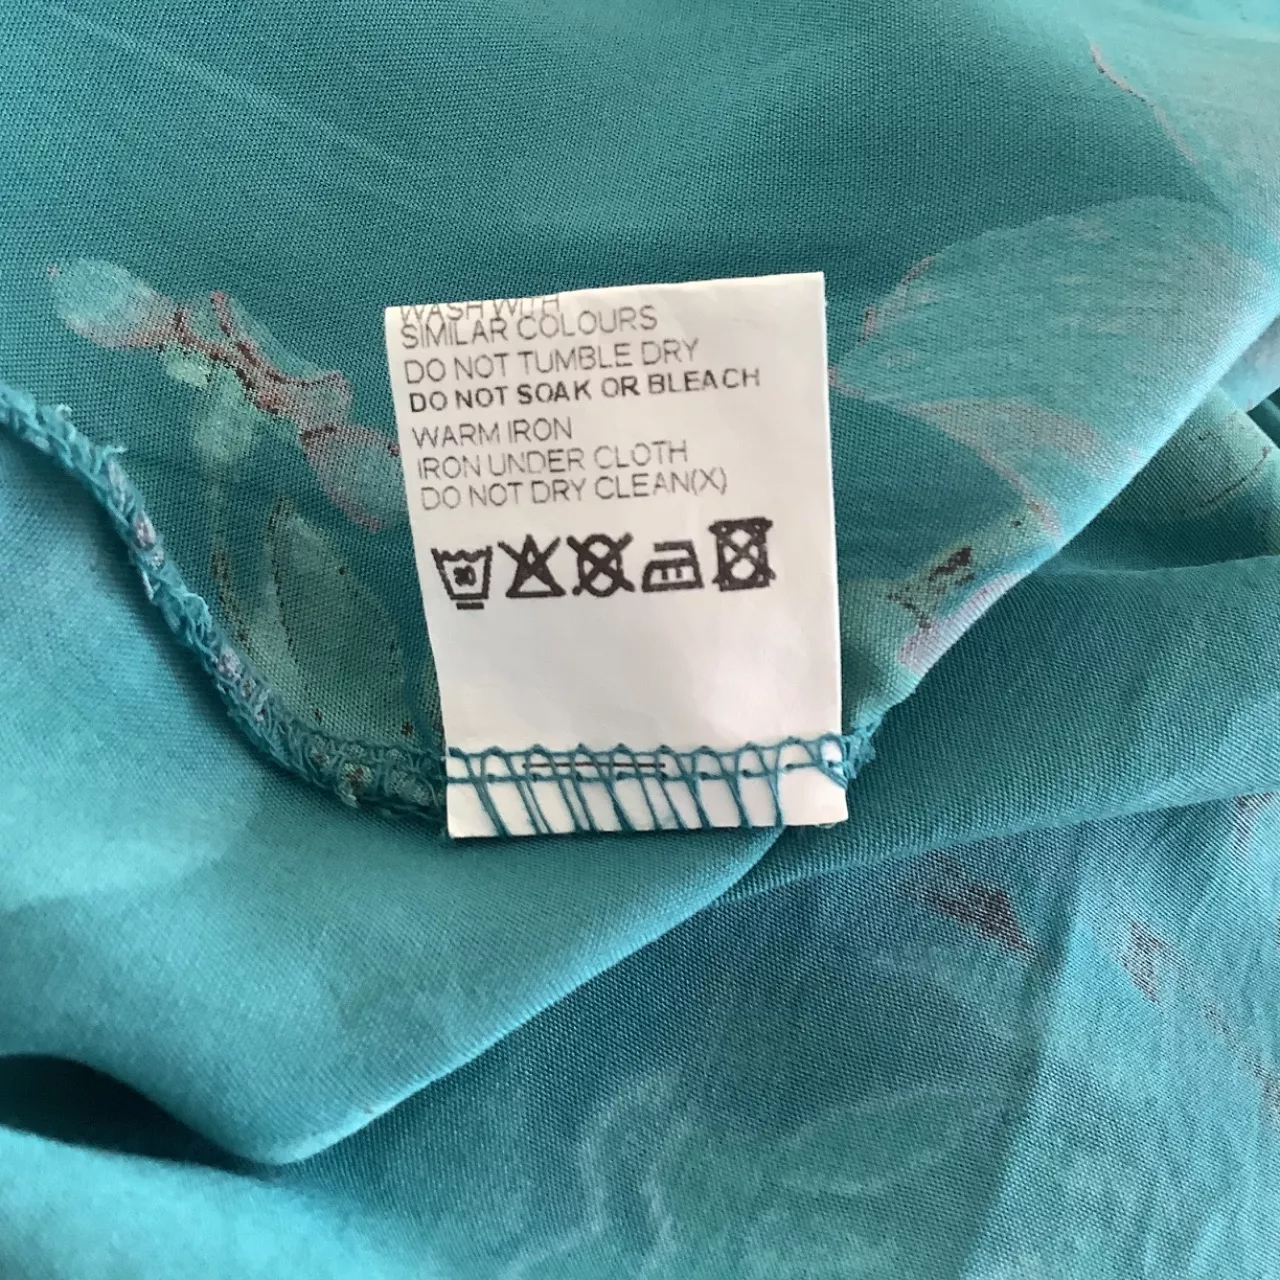 WASH WITH
SIMILAR COLOURS
DO NOT TUMBLE DRY
DO NOT SOAK OR BLEACH
WARM IRON
IRON UNDER CLOTH
DO NOT DRY CLEAN(X)